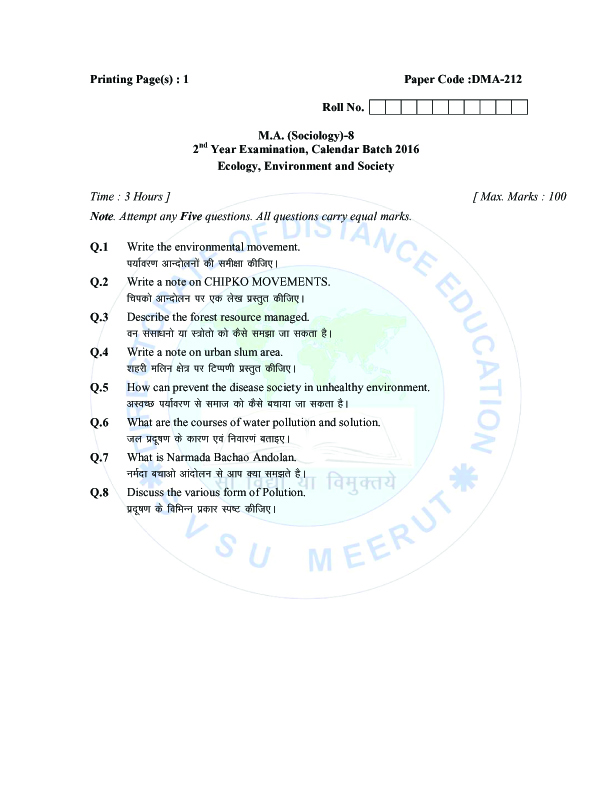 Printing Page(s) : 1 Paper Code :DMA-212
Roll No.
M.A. (Sociology)-8
2nd Year Examination, Calendar Batch 2016
Ecology, Environment and Society
Time : 3 Hours ] [ Max. Marks : 100
Note. Attempt any Five questions. All questions carry equal marks.
Q.1 Write the environmental movement.
पर्यावरण आन्दोलनों की समीक्षा कीजिए।
Q.2 Write a note on CHIPKO MOVEMENTS.
चिपको आन्दोलन पर एक लेख प्रस्तुत कीजिए।
Q.3 Describe the forest resource managed.
वन संसाधनो या स्त्रोतो को कैसे समझा जा सकता है।
Q.4 Write a note on urban slum area.
शहरी मलिन क्षेत्र पर टिप्पणी प्रस्तुत कीजिए।
Q.5 How can prevent the disease society in unhealthy environment.
अस्वच्छ पर्यावरण से समाज को कैसे बचाया जा सकता है।
Q.6 What are the courses of water pollution and solution.
जल प्रदूषण के कारण एवं निवारणं बताइए।
Q.7 What is Narmada Bachao Andolan.
नर्मदा बचाओ आंदोलन से आप क्या समझते है।
Q.8 Discuss the various form of Polution.
प्रदूषण के विभिन्न प्रकार स्पष्ट कीजिए।
DIRECTORATE OF DISTANCE EDUCATION
सा विद्या या विमुक्तये
SVSU MEERUT